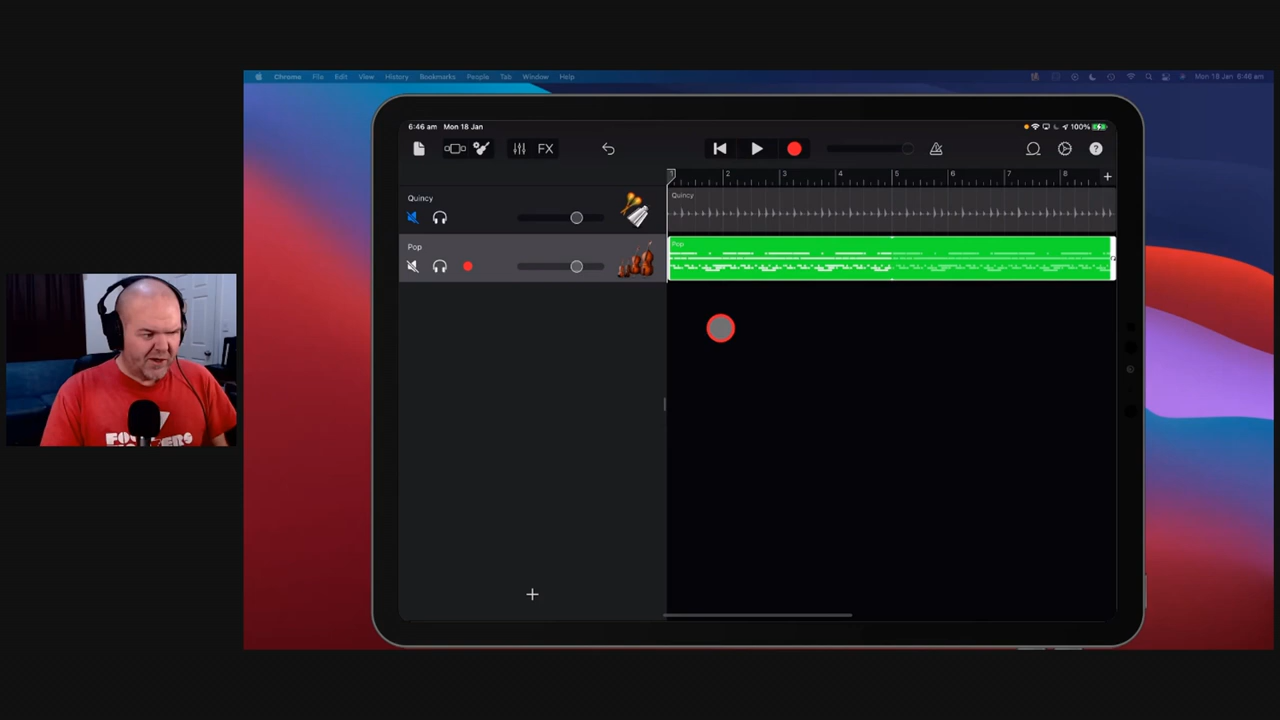 Chrome File Edit View History Bookmarks People Tab Window Help
Mon 18 Jan 6:46 am
6:46 am Mon 18 Jan
100%
FX
?
1 2 3 4 5 6 7 8 +
Quincy
Quincy
Pop
Pop
+